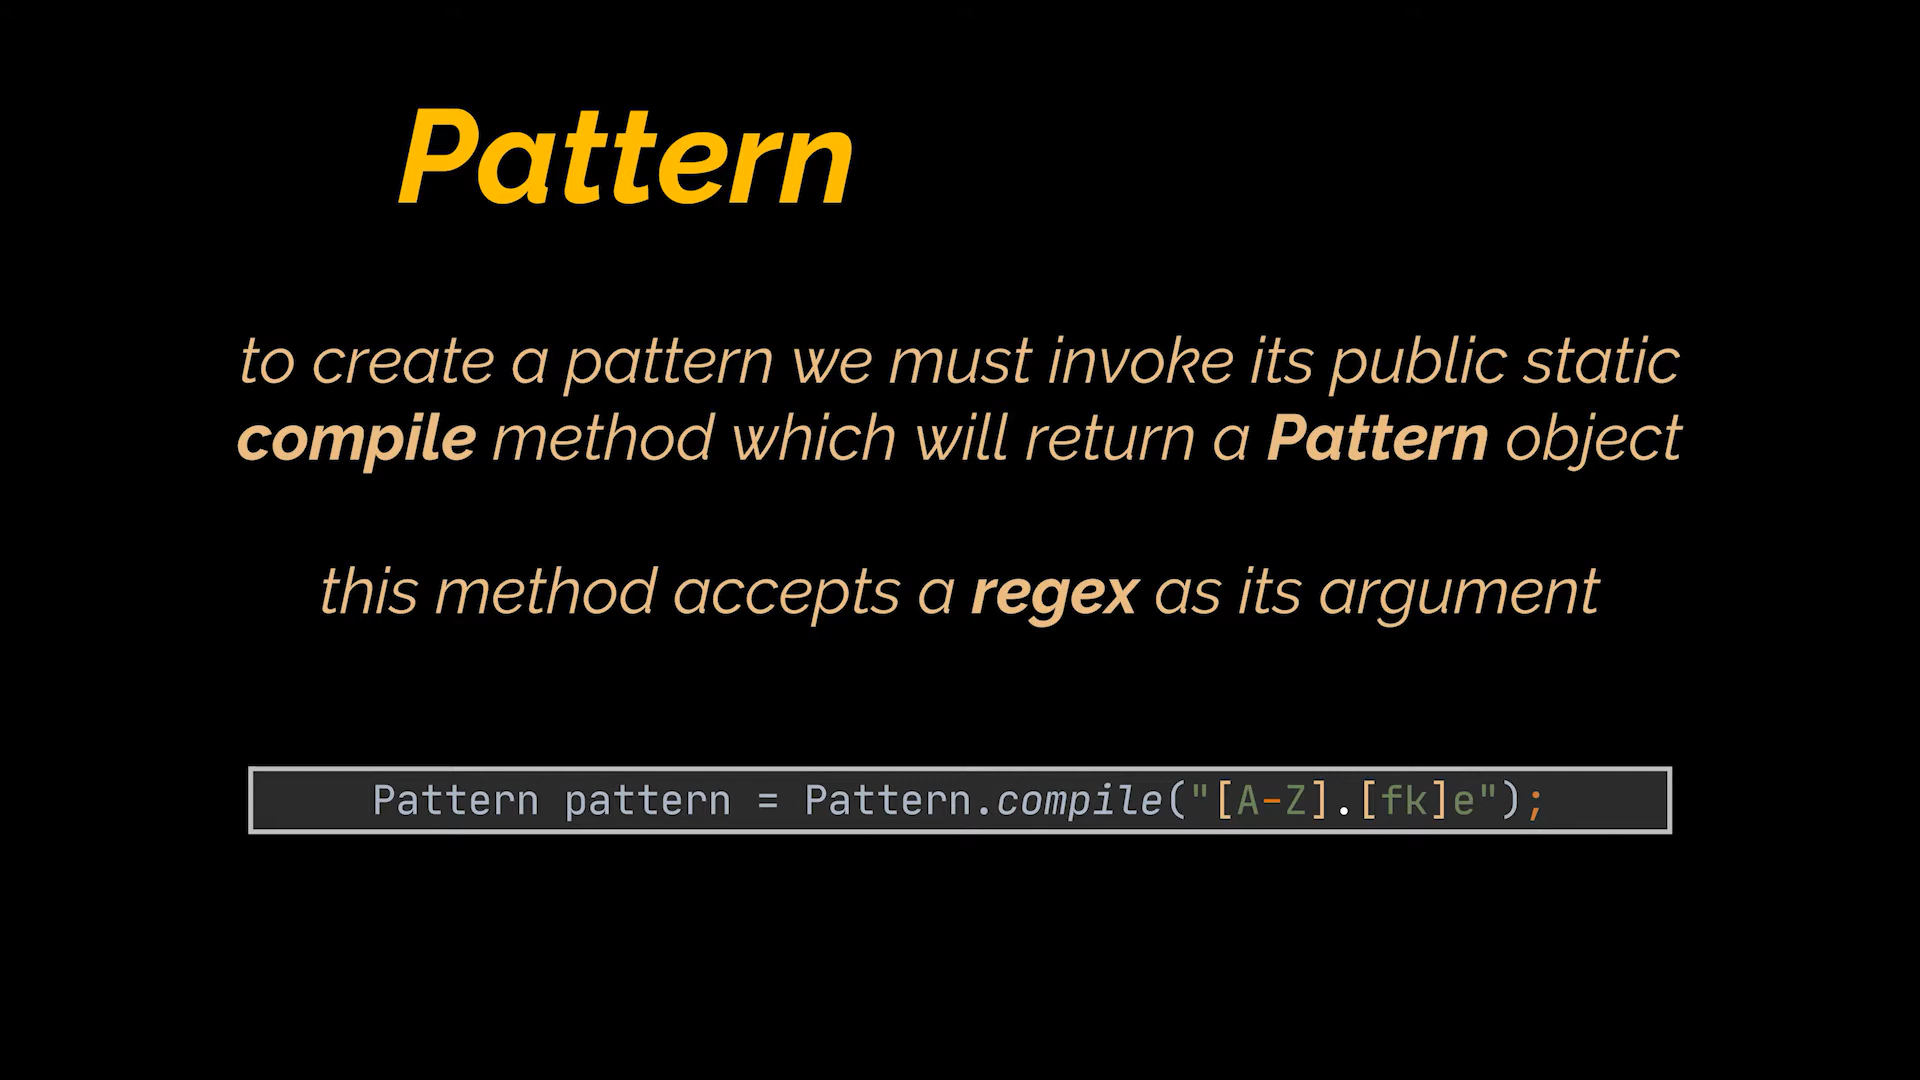 Pattern
to create a pattern we must invoke its public static
compile method which will return a Pattern object
this method accepts a regex as its argument
Pattern pattern = Pattern.compile("[A-Z].[fk]e");